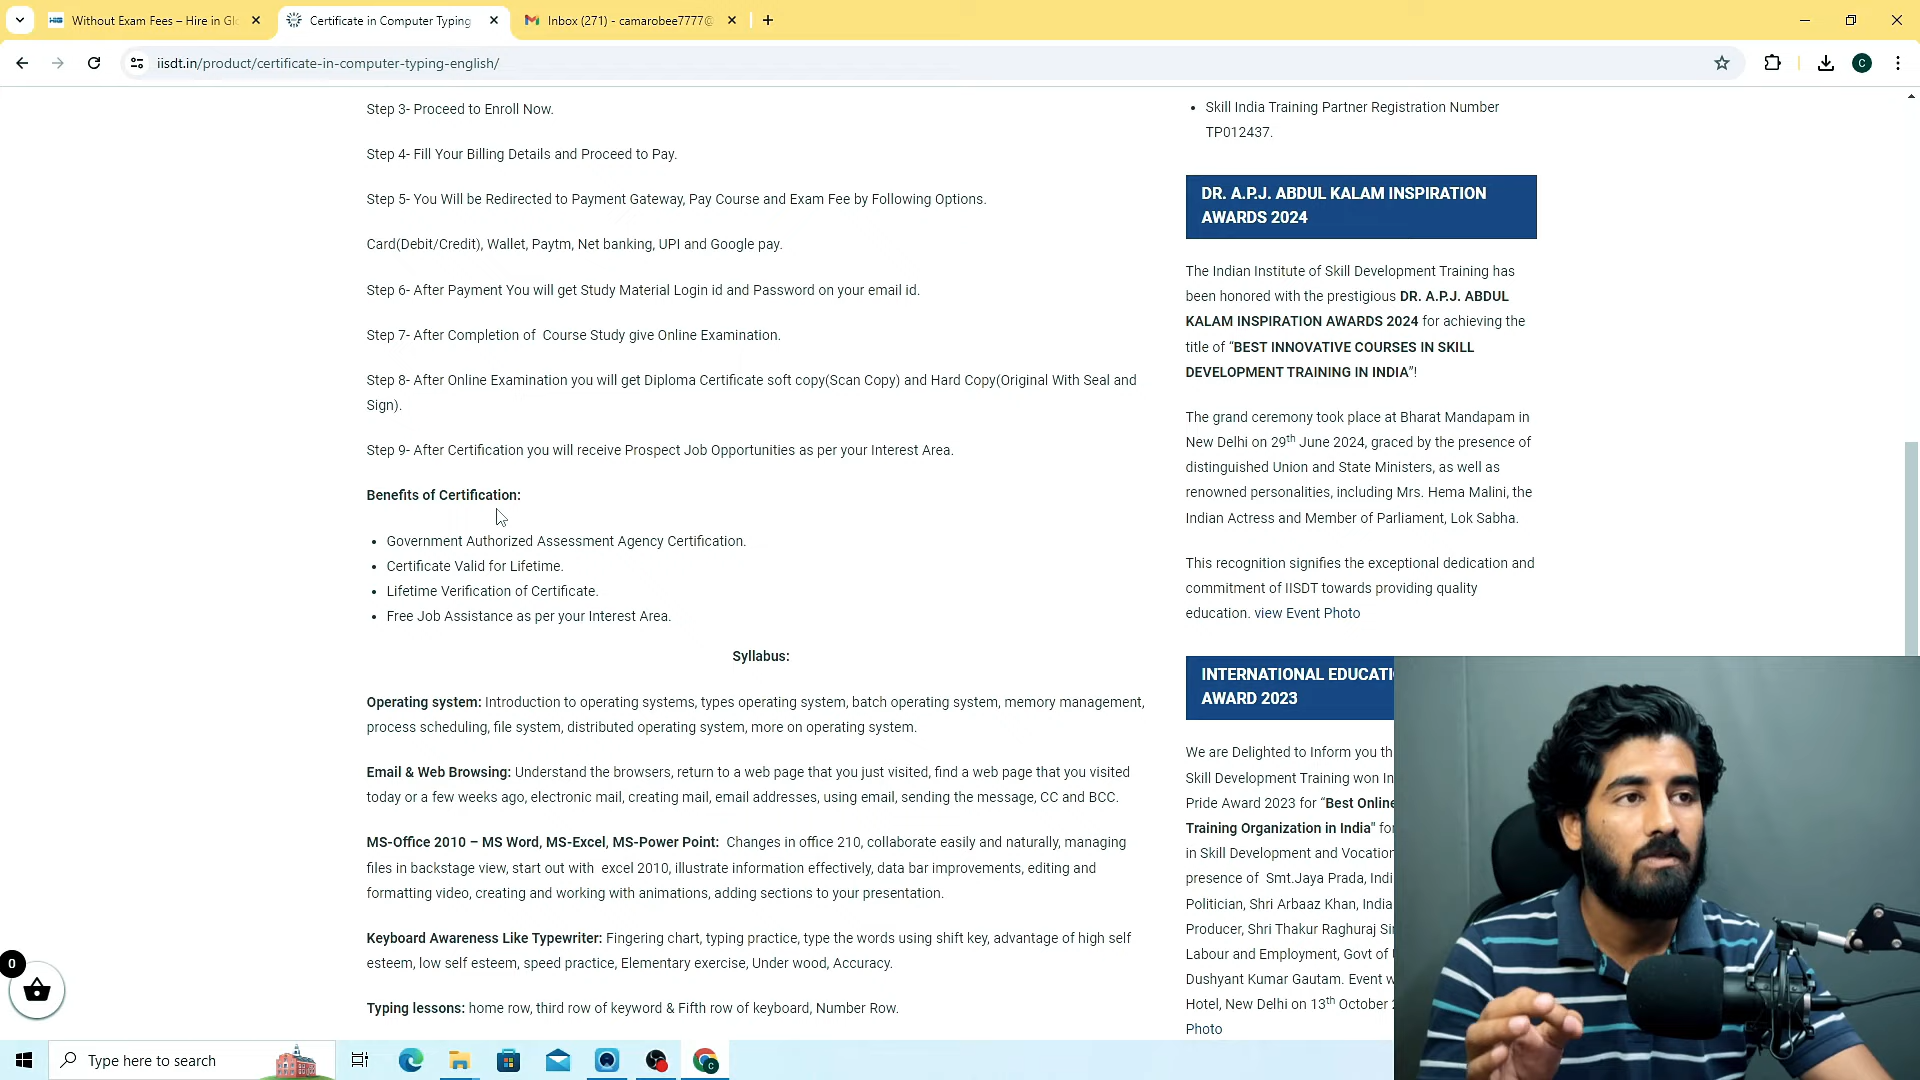 Without Exam Fees – Hire in Gl
Certificate in Computer Typing
Inbox (271) - camarobee7777@
iisdt.in/product/certificate-in-computer-typing-english/
C
Step 3- Proceed to Enroll Now.
Step 4- Fill Your Billing Details and Proceed to Pay.
Step 5- You Will be Redirected to Payment Gateway, Pay Course and Exam Fee by Following Options.
Card(Debit/Credit), Wallet, Paytm, Net banking, UPI and Google pay.
Step 6- After Payment You will get Study Material Login id and Password on your email id.
Step 7- After Completion of  Course Study give Online Examination.
Step 8- After Online Examination you will get Diploma Certificate soft copy(Scan Copy) and Hard Copy(Original With Seal and
Sign).
Step 9- After Certification you will receive Prospect Job Opportunities as per your Interest Area.
Benefits of Certification:
• Government Authorized Assessment Agency Certification.
• Certificate Valid for Lifetime.
• Lifetime Verification of Certificate.
• Free Job Assistance as per your Interest Area.
Syllabus:
Operating system: Introduction to operating systems, types operating system, batch operating system, memory management,
process scheduling, file system, distributed operating system, more on operating system.
Email & Web Browsing: Understand the browsers, return to a web page that you just visited, find a web page that you visited
today or a few weeks ago, electronic mail, creating mail, email addresses, using email, sending the message, CC and BCC.
MS-Office 2010 – MS Word, MS-Excel, MS-Power Point:  Changes in office 210, collaborate easily and naturally, managing
files in backstage view, start out with  excel 2010, illustrate information effectively, data bar improvements, editing and
formatting video, creating and working with animations, adding sections to your presentation.
Keyboard Awareness Like Typewriter: Fingering chart, typing practice, type the words using shift key, advantage of high self
esteem, low self esteem, speed practice, Elementary exercise, Under wood, Accuracy.
Typing lessons: home row, third row of keyword & Fifth row of keyboard, Number Row.
• Skill India Training Partner Registration Number
TP012437.
DR. A.P.J. ABDUL KALAM INSPIRATION
AWARDS 2024
The Indian Institute of Skill Development Training has
been honored with the prestigious DR. A.P.J. ABDUL
KALAM INSPIRATION AWARDS 2024 for achieving the
title of “BEST INNOVATIVE COURSES IN SKILL
DEVELOPMENT TRAINING IN INDIA”!
The grand ceremony took place at Bharat Mandapam in
New Delhi on 29th June 2024, graced by the presence of
distinguished Union and State Ministers, as well as
renowned personalities, including Mrs. Hema Malini, the
Indian Actress and Member of Parliament, Lok Sabha.
This recognition signifies the exceptional dedication and
commitment of IISDT towards providing quality
education. view Event Photo
INTERNATIONAL EDUCATI
AWARD 2023
We are Delighted to Inform you th
Skill Development Training won In
Pride Award 2023 for “Best Online
Training Organization in India" for
in Skill Development and Vocation
presence of  Smt.Jaya Prada, Indi
Politician, Shri Arbaaz Khan, India
Producer, Shri Thakur Raghuraj Si
Labour and Employment, Govt of
Dushyant Kumar Gautam. Event w
Hotel, New Delhi on 13th October
Photo
0
Type here to search